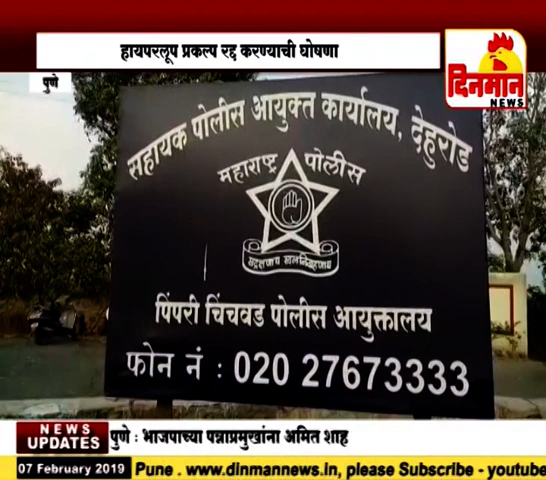 हायपरलूप प्रकल्प रद्द करण्याची घोषणा
दिनमान
NEWS
पुणे
सहायक पोलीस आयुक्त कार्यालय, देहुरोड
महाराष्ट्र पोलीस
सद्रक्षणाय खलनिग्रहणाय
पिंपरी चिंचवड पोलीस आयुक्तालय
फोन नं : 020 27673333
NEWS
UPDATES
पुणे : भाजपाच्या पन्नाप्रमुखांना अमित शाह
07 February 2019
Pune . www.dinmannews.in, please Subscribe - youtube